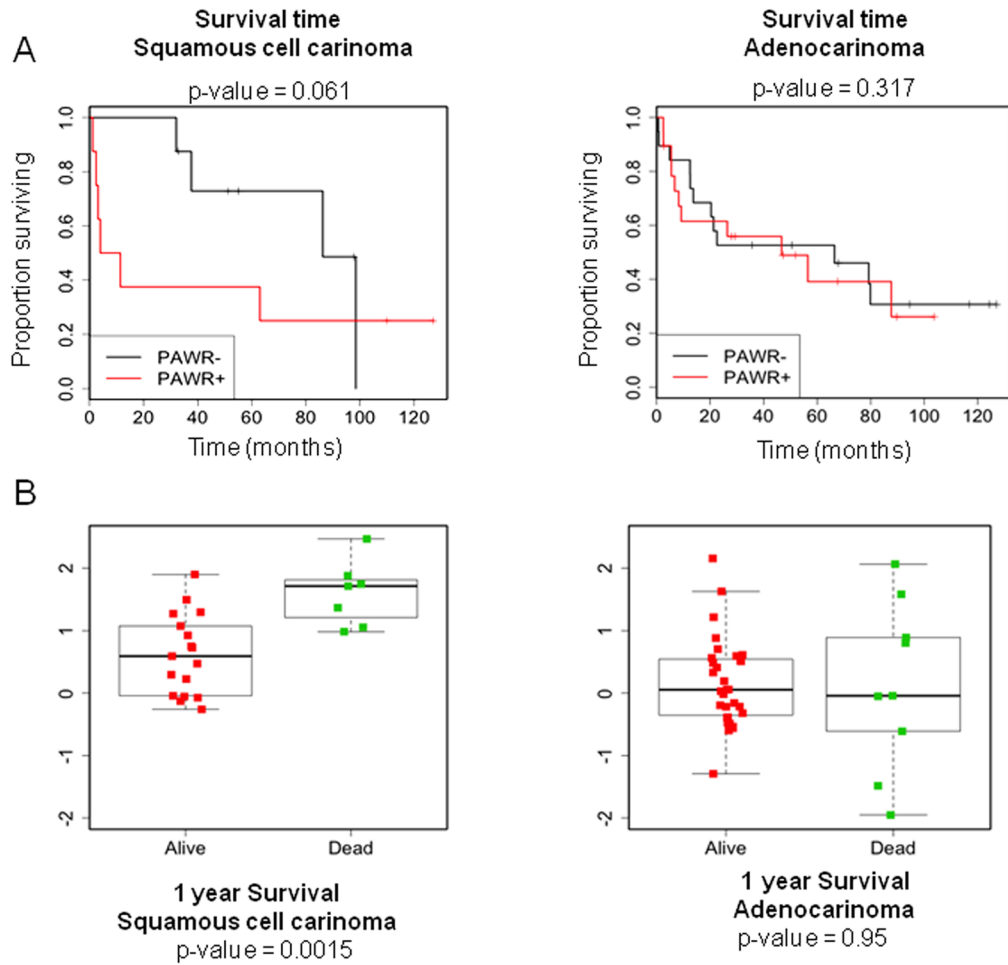 A
Survival time
Squamous cell carinoma
p-value = 0.061
Proportion surviving
1.0
0.8
0.6
0.4
0.2
0.0
PAWR-
PAWR+
0 20 40 60 80 100 120
Time (months)
Survival time
Adenocarinoma
p-value = 0.317
Proportion surviving
1.0
0.8
0.6
0.4
0.2
0.0
PAWR-
PAWR+
0 20 40 60 80 100 120
Time (months)
B
2
1
0
-1
-2
Alive Dead
1 year Survival
Squamous cell carinoma
p-value = 0.0015
2
1
0
-1
-2
Alive Dead
1 year Survival
Adenocarinoma
p-value = 0.95